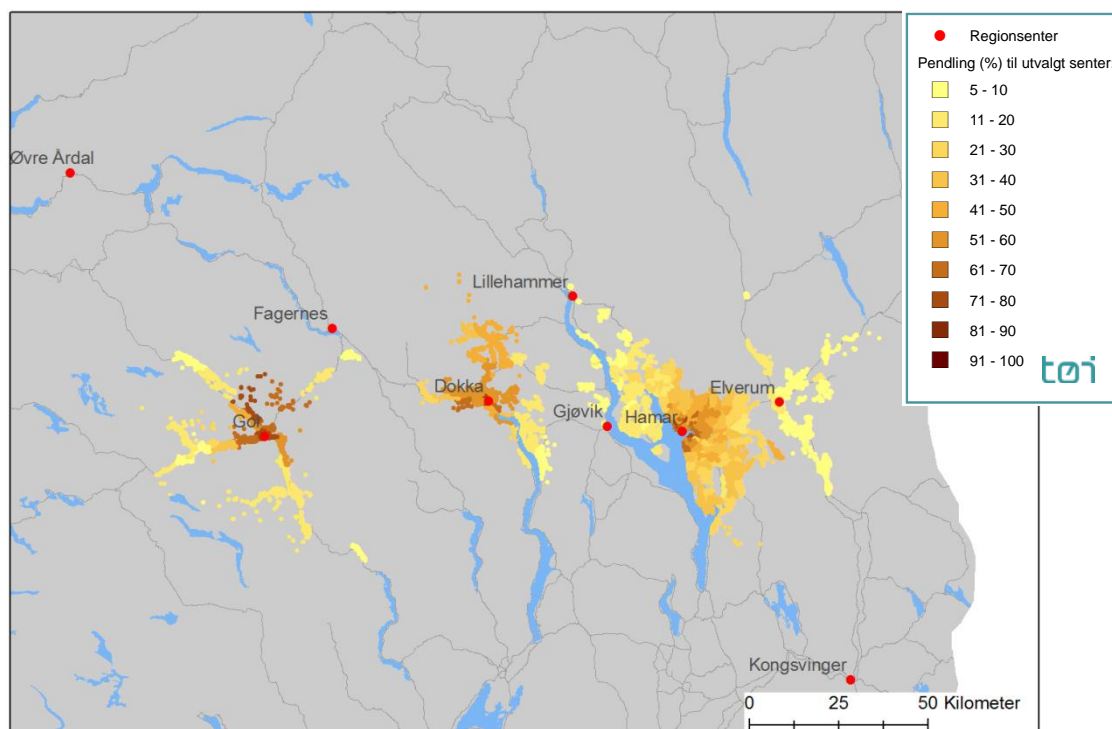 Regionsenter
Pendling (%) til utvalgt senter:
5 - 10
11 - 20
21 - 30
31 - 40
41 - 50
51 - 60
61 - 70
71 - 80
81 - 90
91 - 100
tøi
Øvre Årdal
Lillehammer
Fagernes
Dokka
Elverum
Gjøvik
Hamar
Gol
Kongsvinger
0 25 50 Kilometer